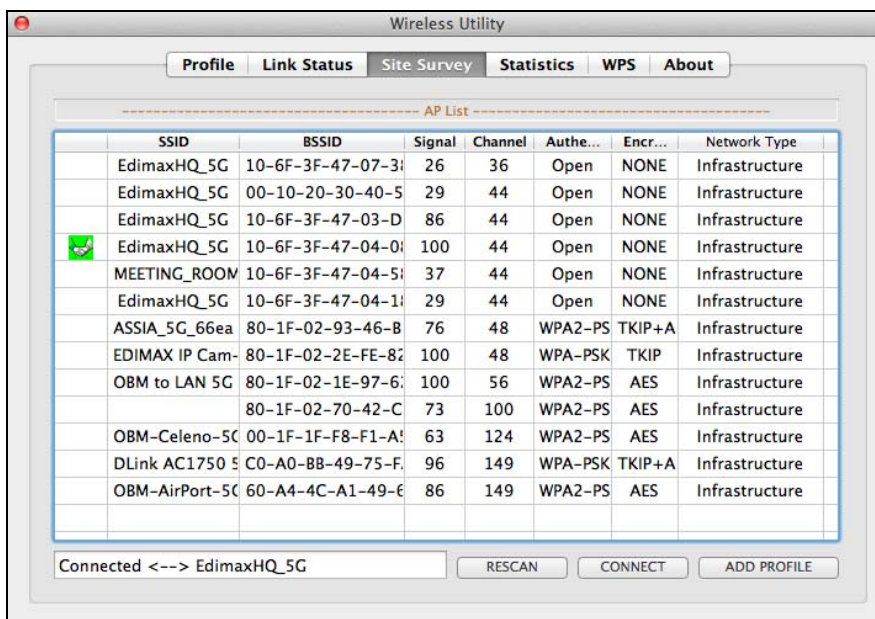 Wireless Utility
Profile Link Status Site Survey Statistics WPS About
------------------------------------ AP List ------------------------------------
SSID BSSID Signal Channel Authe... Encr... Network Type
EdimaxHQ_5G 10-6F-3F-47-07-3 26 36 Open NONE Infrastructure
EdimaxHQ_5G 00-10-20-30-40-5 29 44 Open NONE Infrastructure
EdimaxHQ_5G 10-6F-3F-47-03-D 86 44 Open NONE Infrastructure
EdimaxHQ_5G 10-6F-3F-47-04-0 100 44 Open NONE Infrastructure
MEETING_ROOM 10-6F-3F-47-04-5 37 44 Open NONE Infrastructure
EdimaxHQ_5G 10-6F-3F-47-04-1 29 44 Open NONE Infrastructure
ASSIA_5G_66ea 80-1F-02-93-46-B 76 48 WPA2-PS TKIP+A Infrastructure
EDIMAX IP Cam- 80-1F-02-2E-FE-82 100 48 WPA-PSK TKIP Infrastructure
OBM to LAN 5G 80-1F-02-1E-97-6 100 56 WPA2-PS AES Infrastructure
80-1F-02-70-42-C 73 100 WPA2-PS AES Infrastructure
OBM-Celeno-5G 00-1F-1F-F8-F1-A 63 124 WPA2-PS AES Infrastructure
DLink AC1750 5 C0-A0-BB-49-75-F 96 149 WPA-PSK TKIP+A Infrastructure
OBM-AirPort-5G 60-A4-4C-A1-49-6 86 149 WPA2-PS AES Infrastructure
Connected <--> EdimaxHQ_5G RESCAN CONNECT ADD PROFILE